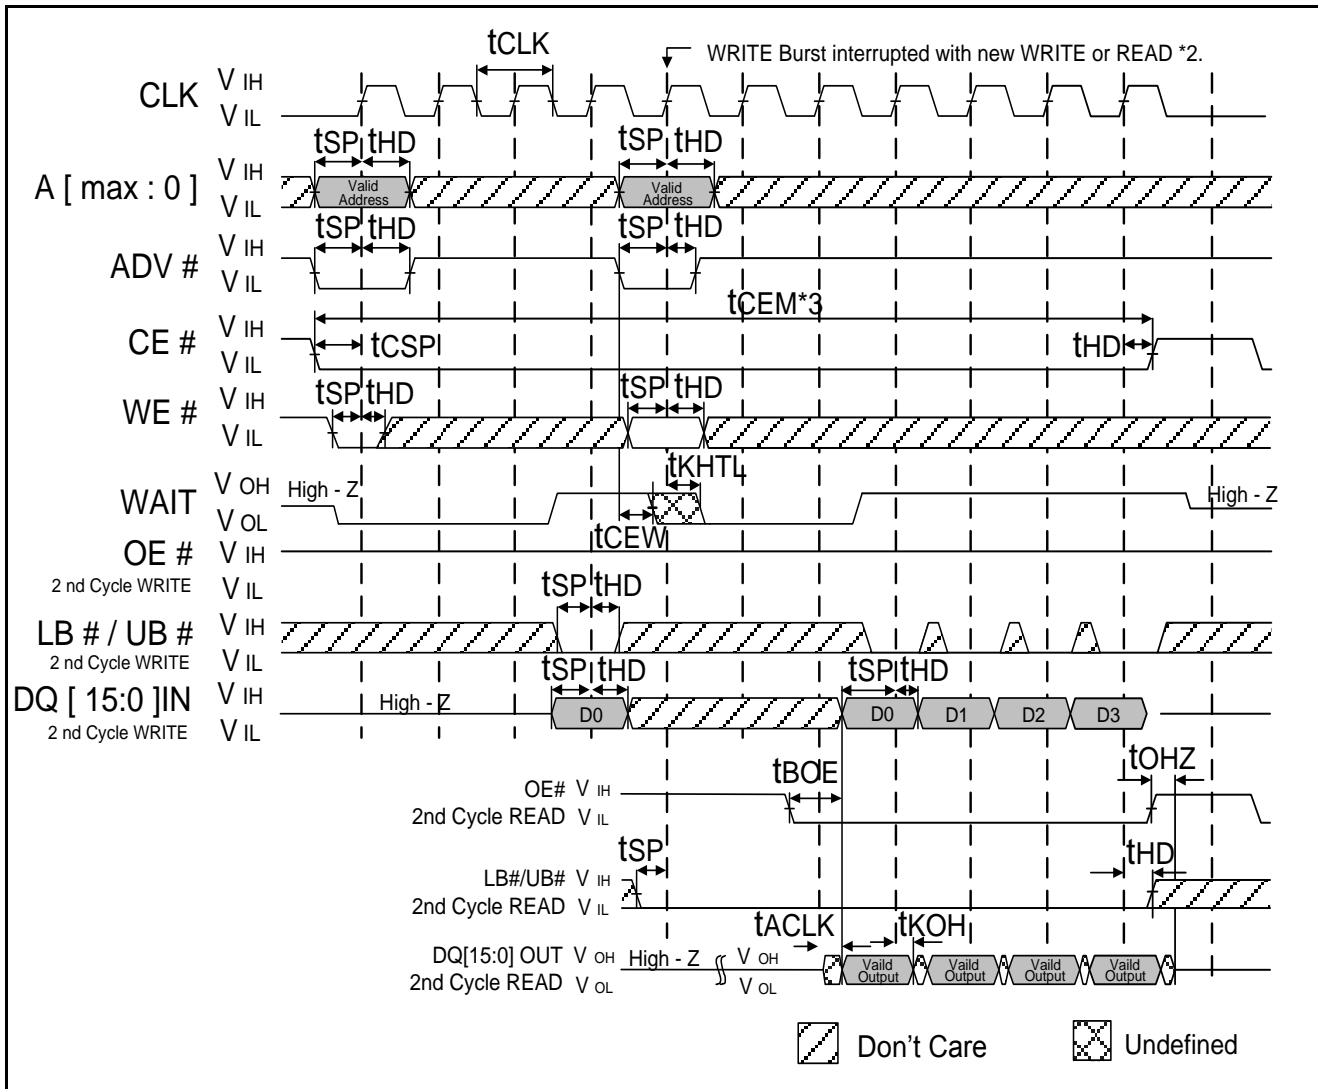 tCLK
WRITE Burst interrupted with new WRITE or READ *2.
CLK
V IH
V IL
tSP tHD tSP tHD
A [ max : 0 ]
V IH
V IL
Valid Address
Valid Address
tSP tHD tSP tHD
ADV #
V IH
V IL
tCEM*3
CE #
V IH
V IL
tCSP
tHD
tSP tHD tSP tHD
WE #
V IH
V IL
tKHTL
WAIT
V OH
V OL
High - Z
High - Z
tCEW
OE #
2 nd Cycle WRITE
V IH
V IL
tSP tHD
LB # / UB #
2 nd Cycle WRITE
V IH
V IL
tSP tHD tSP tHD
DQ [ 15:0 ]IN
2 nd Cycle WRITE
V IH
V IL
High - Z
D0 D0 D1 D2 D3
tBOE tOHZ
OE# V IH
2nd Cycle READ V IL
tSP tHD
LB#/UB# V IH
2nd Cycle READ V IL
tACLK tKOH
DQ[15:0] OUT V OH High - Z V OH
2nd Cycle READ V OL V OL
Vaild Output
Vaild Output
Vaild Output
Vaild Output
Don't Care
Undefined